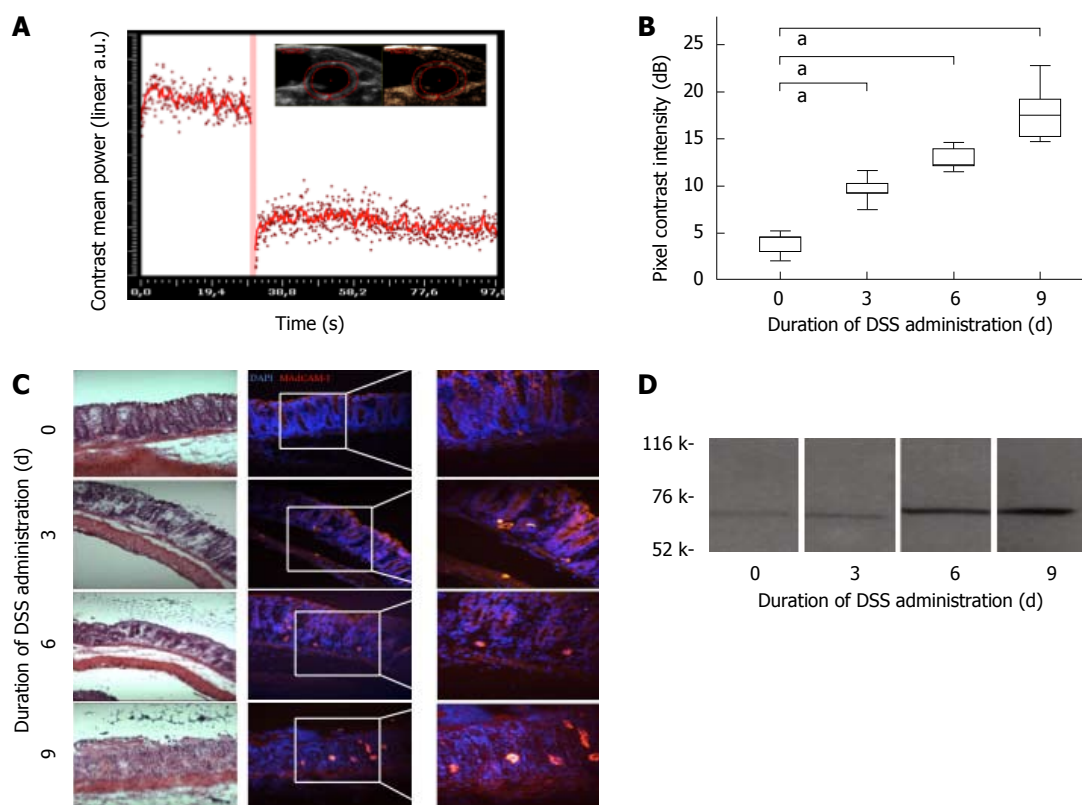 A
Contrast mean power (linear a.u.)
0,0 19,4 38,8 58,2 77,6 97,0
Time (s)
B
Pixel contrast intensity (dB)
25
20
15
10
5
0
a
a
a
0 3 6 9
Duration of DSS administration (d)
C
Duration of DSS administration (d)
DAPI MAdCAM-1
0
3
6
9
D
116 k-
76 k-
52 k-
0 3 6 9
Duration of DSS administration (d)